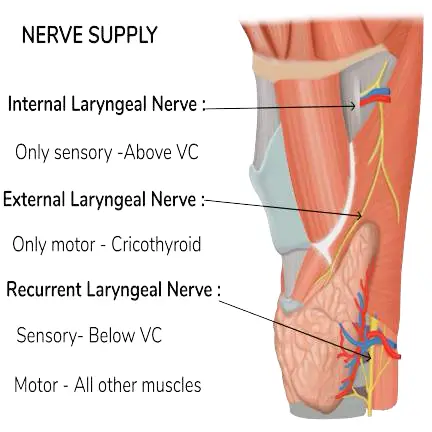 NERVE SUPPLY
Internal Laryngeal Nerve :
Only sensory -Above VC
External Laryngeal Nerve :
Only motor - Cricothyroid
Recurrent Laryngeal Nerve :
Sensory- Below VC
Motor - All other muscles